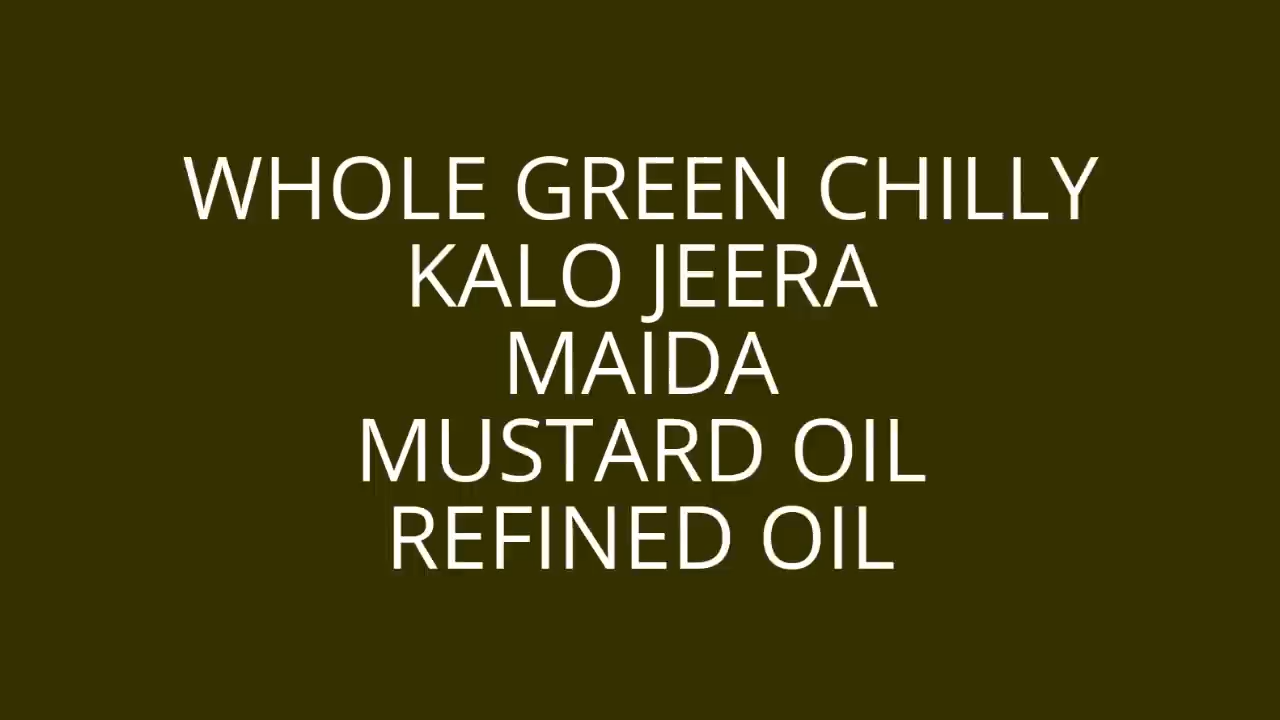 WHOLE GREEN CHILLY
KALO JEERA
MAIDA
MUSTARD OIL
REFINED OIL